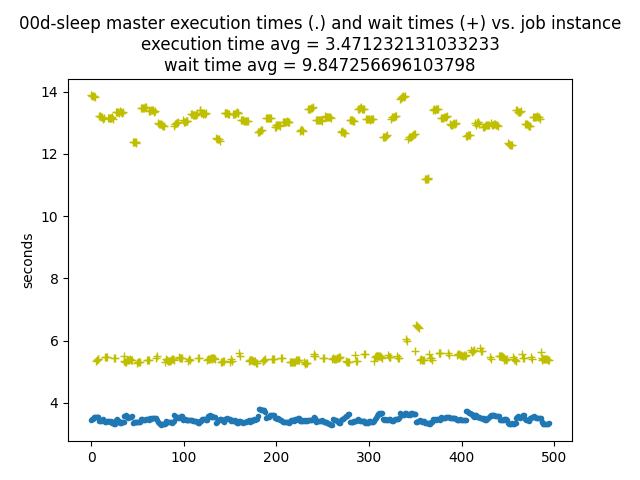 00d-sleep master execution times (.) and wait times (+) vs. job instance
execution time avg = 3.471232131033233
wait time avg = 9.847256696103798
14
12
10
8
6
4
seconds
0 100 200 300 400 500